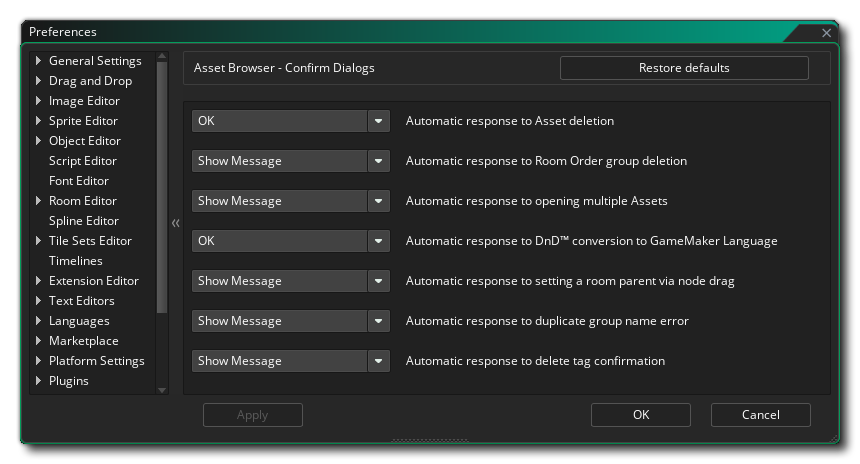 Preferences
General Settings
Drag and Drop
Image Editor
Sprite Editor
Object Editor
Script Editor
Font Editor
Room Editor
Spline Editor
Tile Sets Editor
Timelines
Extension Editor
Text Editors
Languages
Marketplace
Platform Settings
Plugins
Asset Browser - Confirm Dialogs
Restore defaults
OK Automatic response to Asset deletion
Show Message Automatic response to Room Order group deletion
Show Message Automatic response to opening multiple Assets
OK Automatic response to DnD™ conversion to GameMaker Language
Show Message Automatic response to setting a room parent via node drag
Show Message Automatic response to duplicate group name error
Show Message Automatic response to delete tag confirmation
Apply OK Cancel